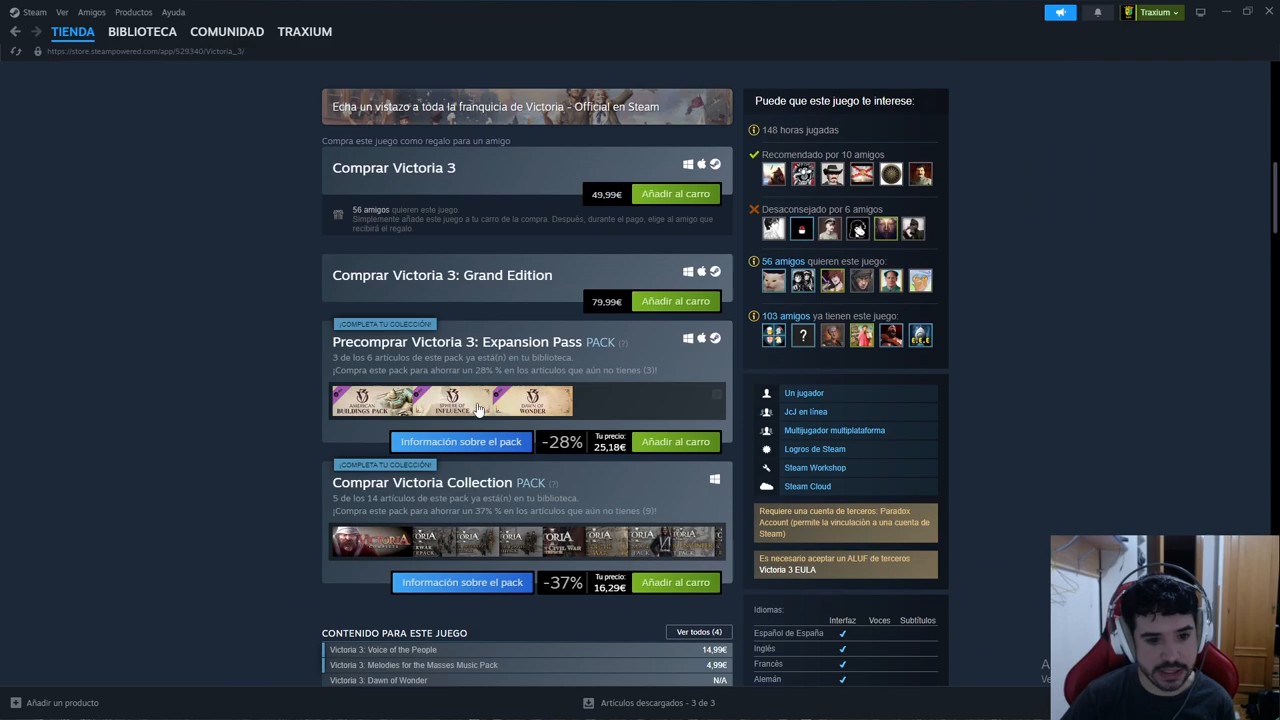 Steam Ver Amigos Productos Ayuda
Traxium
TIENDA BIBLIOTECA COMUNIDAD TRAXIUM
https://store.steampowered.com/app/529340/Victoria_3/
Echa un vistazo a toda la franquicia de Victoria - Official en Steam
Compra este juego como regalo para un amigo
Comprar Victoria 3
49,99€ Añadir al carro
56 amigos quieren este juego.
Simplemente añade este juego a tu carro de la compra. Después, durante el pago, elige al amigo que
recibirá el regalo.
Comprar Victoria 3: Grand Edition
79,99€ Añadir al carro
¡COMPLETA TU COLECCIÓN!
Precomprar Victoria 3: Expansion Pass PACK (?)
3 de los 6 artículos de este pack ya está(n) en tu biblioteca.
¡Compra este pack para ahorrar un 28% % en los artículos que aún no tienes (3)!
AMERICAN
BUILDINGS PACK
SPHERE OF
INFLUENCE
DAWN OF
WONDER
Información sobre el pack -28% Tu precio:
25,18€ Añadir al carro
¡COMPLETA TU COLECCIÓN!
Comprar Victoria Collection PACK (?)
5 de los 14 artículos de este pack ya está(n) en tu biblioteca.
¡Compra este pack para ahorrar un 37% % en los artículos que aún no tienes (9)!
Información sobre el pack -37% Tu precio:
16,29€ Añadir al carro
CONTENIDO PARA ESTE JUEGO Ver todos (4)
Victoria 3: Voice of the People 14,99€
Victoria 3: Melodies for the Masses Music Pack 4,99€
Victoria 3: Dawn of Wonder N/A
Puede que este juego te interese:
148 horas jugadas
Recomendado por 10 amigos
Desaconsejado por 6 amigos
56 amigos quieren este juego:
103 amigos ya tienen este juego:
?
E.E.E
Un jugador
JcJ en línea
Multijugador multiplataforma
Logros de Steam
Steam Workshop
Steam Cloud
Requiere una cuenta de terceros: Paradox
Account (permite la vinculación a una cuenta de
Steam)
Es necesario aceptar un ALUF de terceros
Victoria 3 EULA
Idiomas:
Interfaz Voces Subtítulos
Español de España ✔
Inglés ✔
Francés ✔
Alemán ✔
Añadir un producto
Artículos descargados - 3 de 3